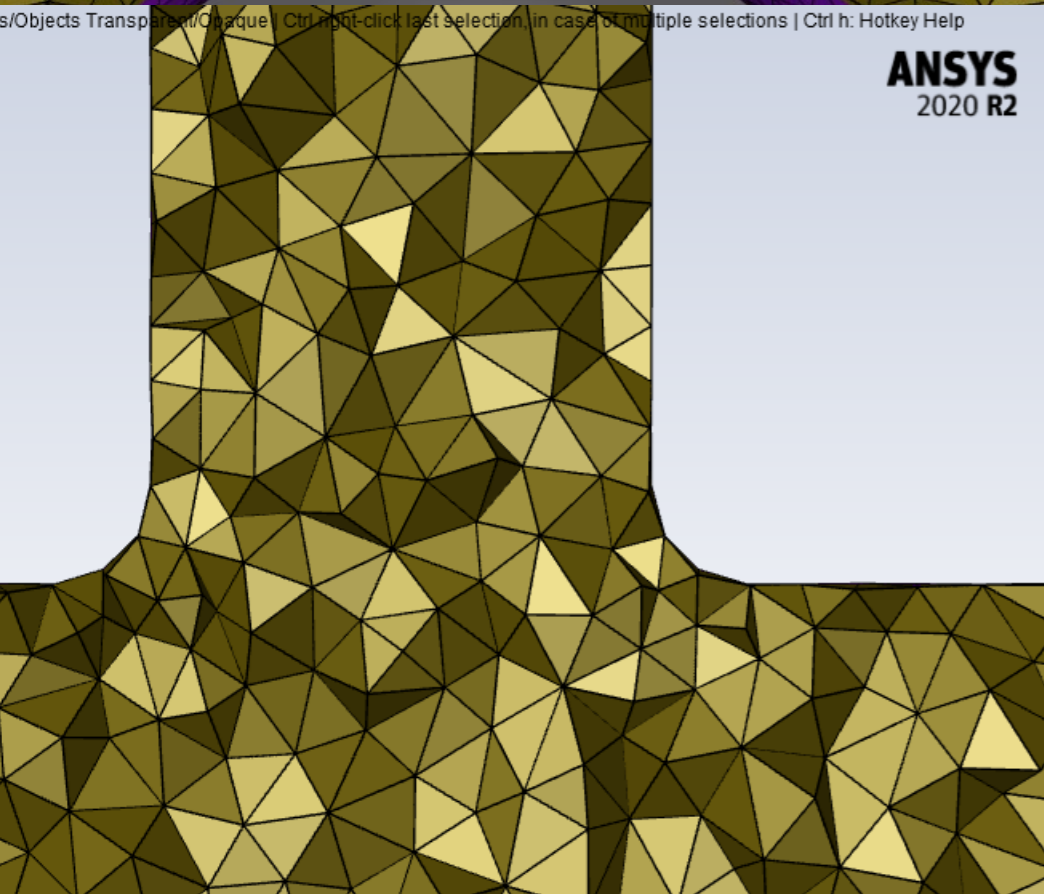 s/Objects Transparent/Opaque | Ctrl right-click last selection, in case of multiple selections | Ctrl h: Hotkey Help
ANSYS
2020 R2